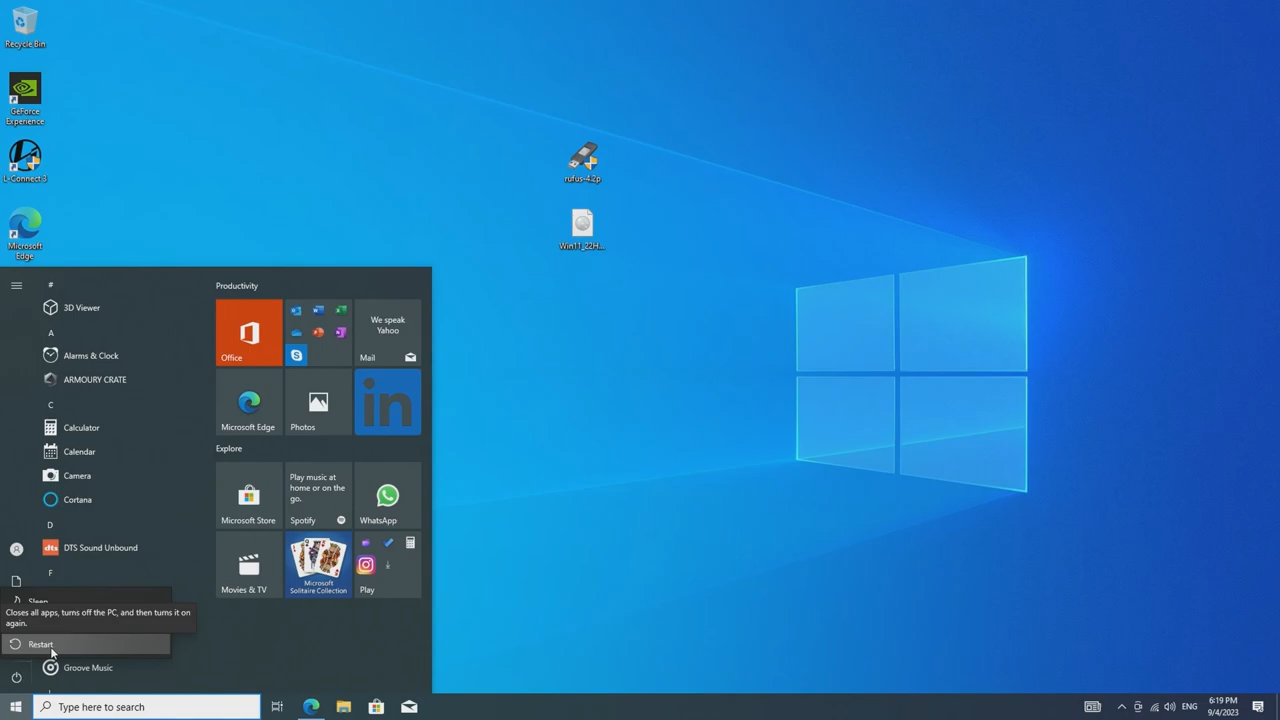 Recycle Bin
GeForce
Experience
L-Connect 3
Microsoft
Edge
rufus-4.2p
Win11_22H...
#
3D Viewer
A
Alarms & Clock
ARMOURY CRATE
C
Calculator
Calendar
Camera
Cortana
D
dts
DTS Sound Unbound
F
Sleep
Closes all apps, turns off the PC, and then turns it on
again.
Restart
Groove Music
Productivity
Office
We speak
Yahoo
Mail
Microsoft Edge
Photos
in
Explore
Microsoft Store
Play music at
home or on the
go.
Spotify
WhatsApp
Movies & TV
Microsoft
Solitaire Collection
Play
Type here to search
ENG
6:19 PM
9/4/2023